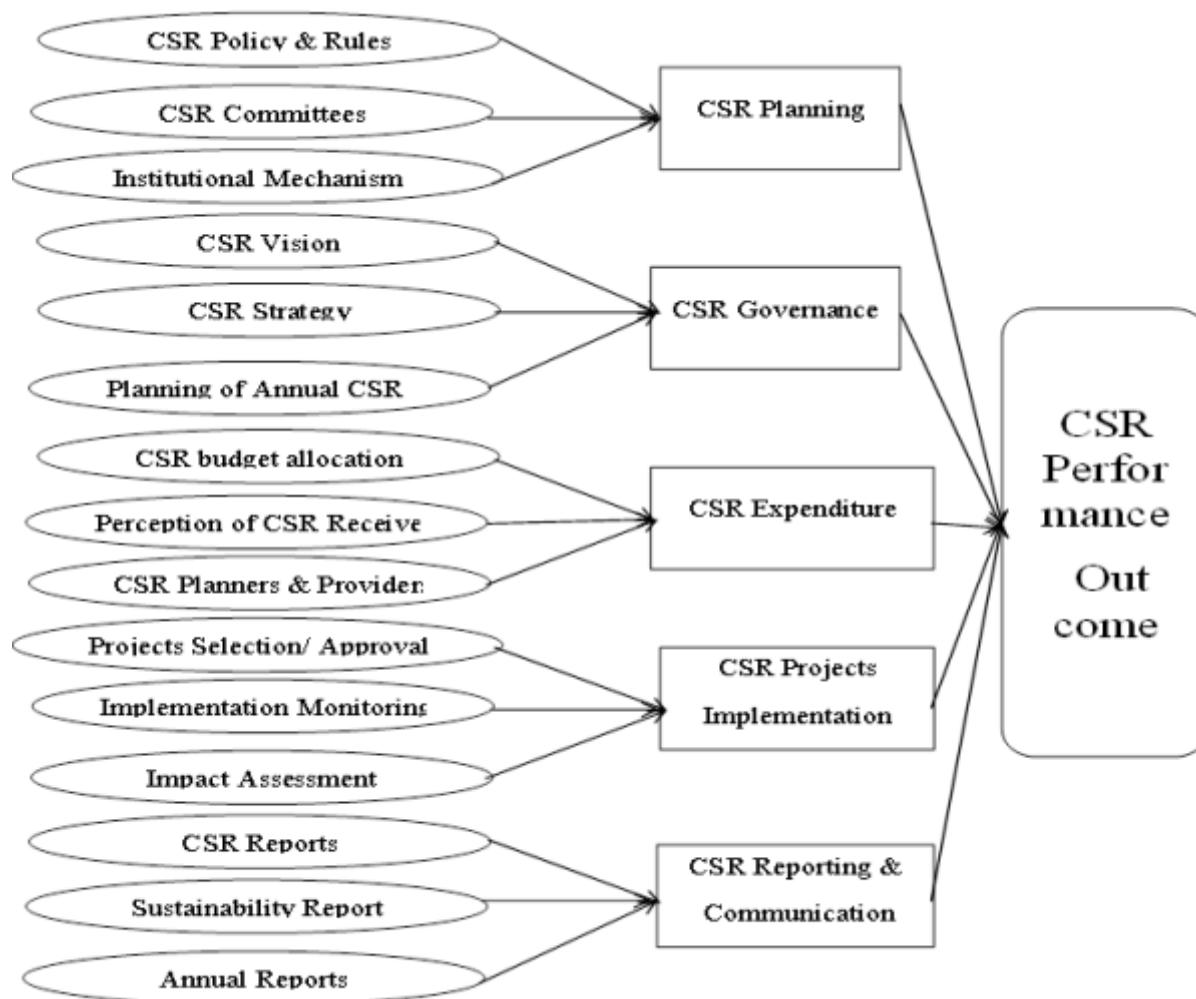 CSR Policy & Rules
CSR Committees
Institutional Mechanism
CSR Vision
CSR Strategy
Planning of Annual CSR
CSR budget allocation
Perception of CSR Receive
CSR Planners & Provider
Projects Selection/ Approval
Implementation Monitoring
Impact Assessment
CSR Reports
Sustainability Report
Annual Reports
CSR Planning
CSR Governance
CSR Expenditure
CSR Projects
Implementation
CSR Reporting &
Communication
CSR
Perfor
mance
Out
come